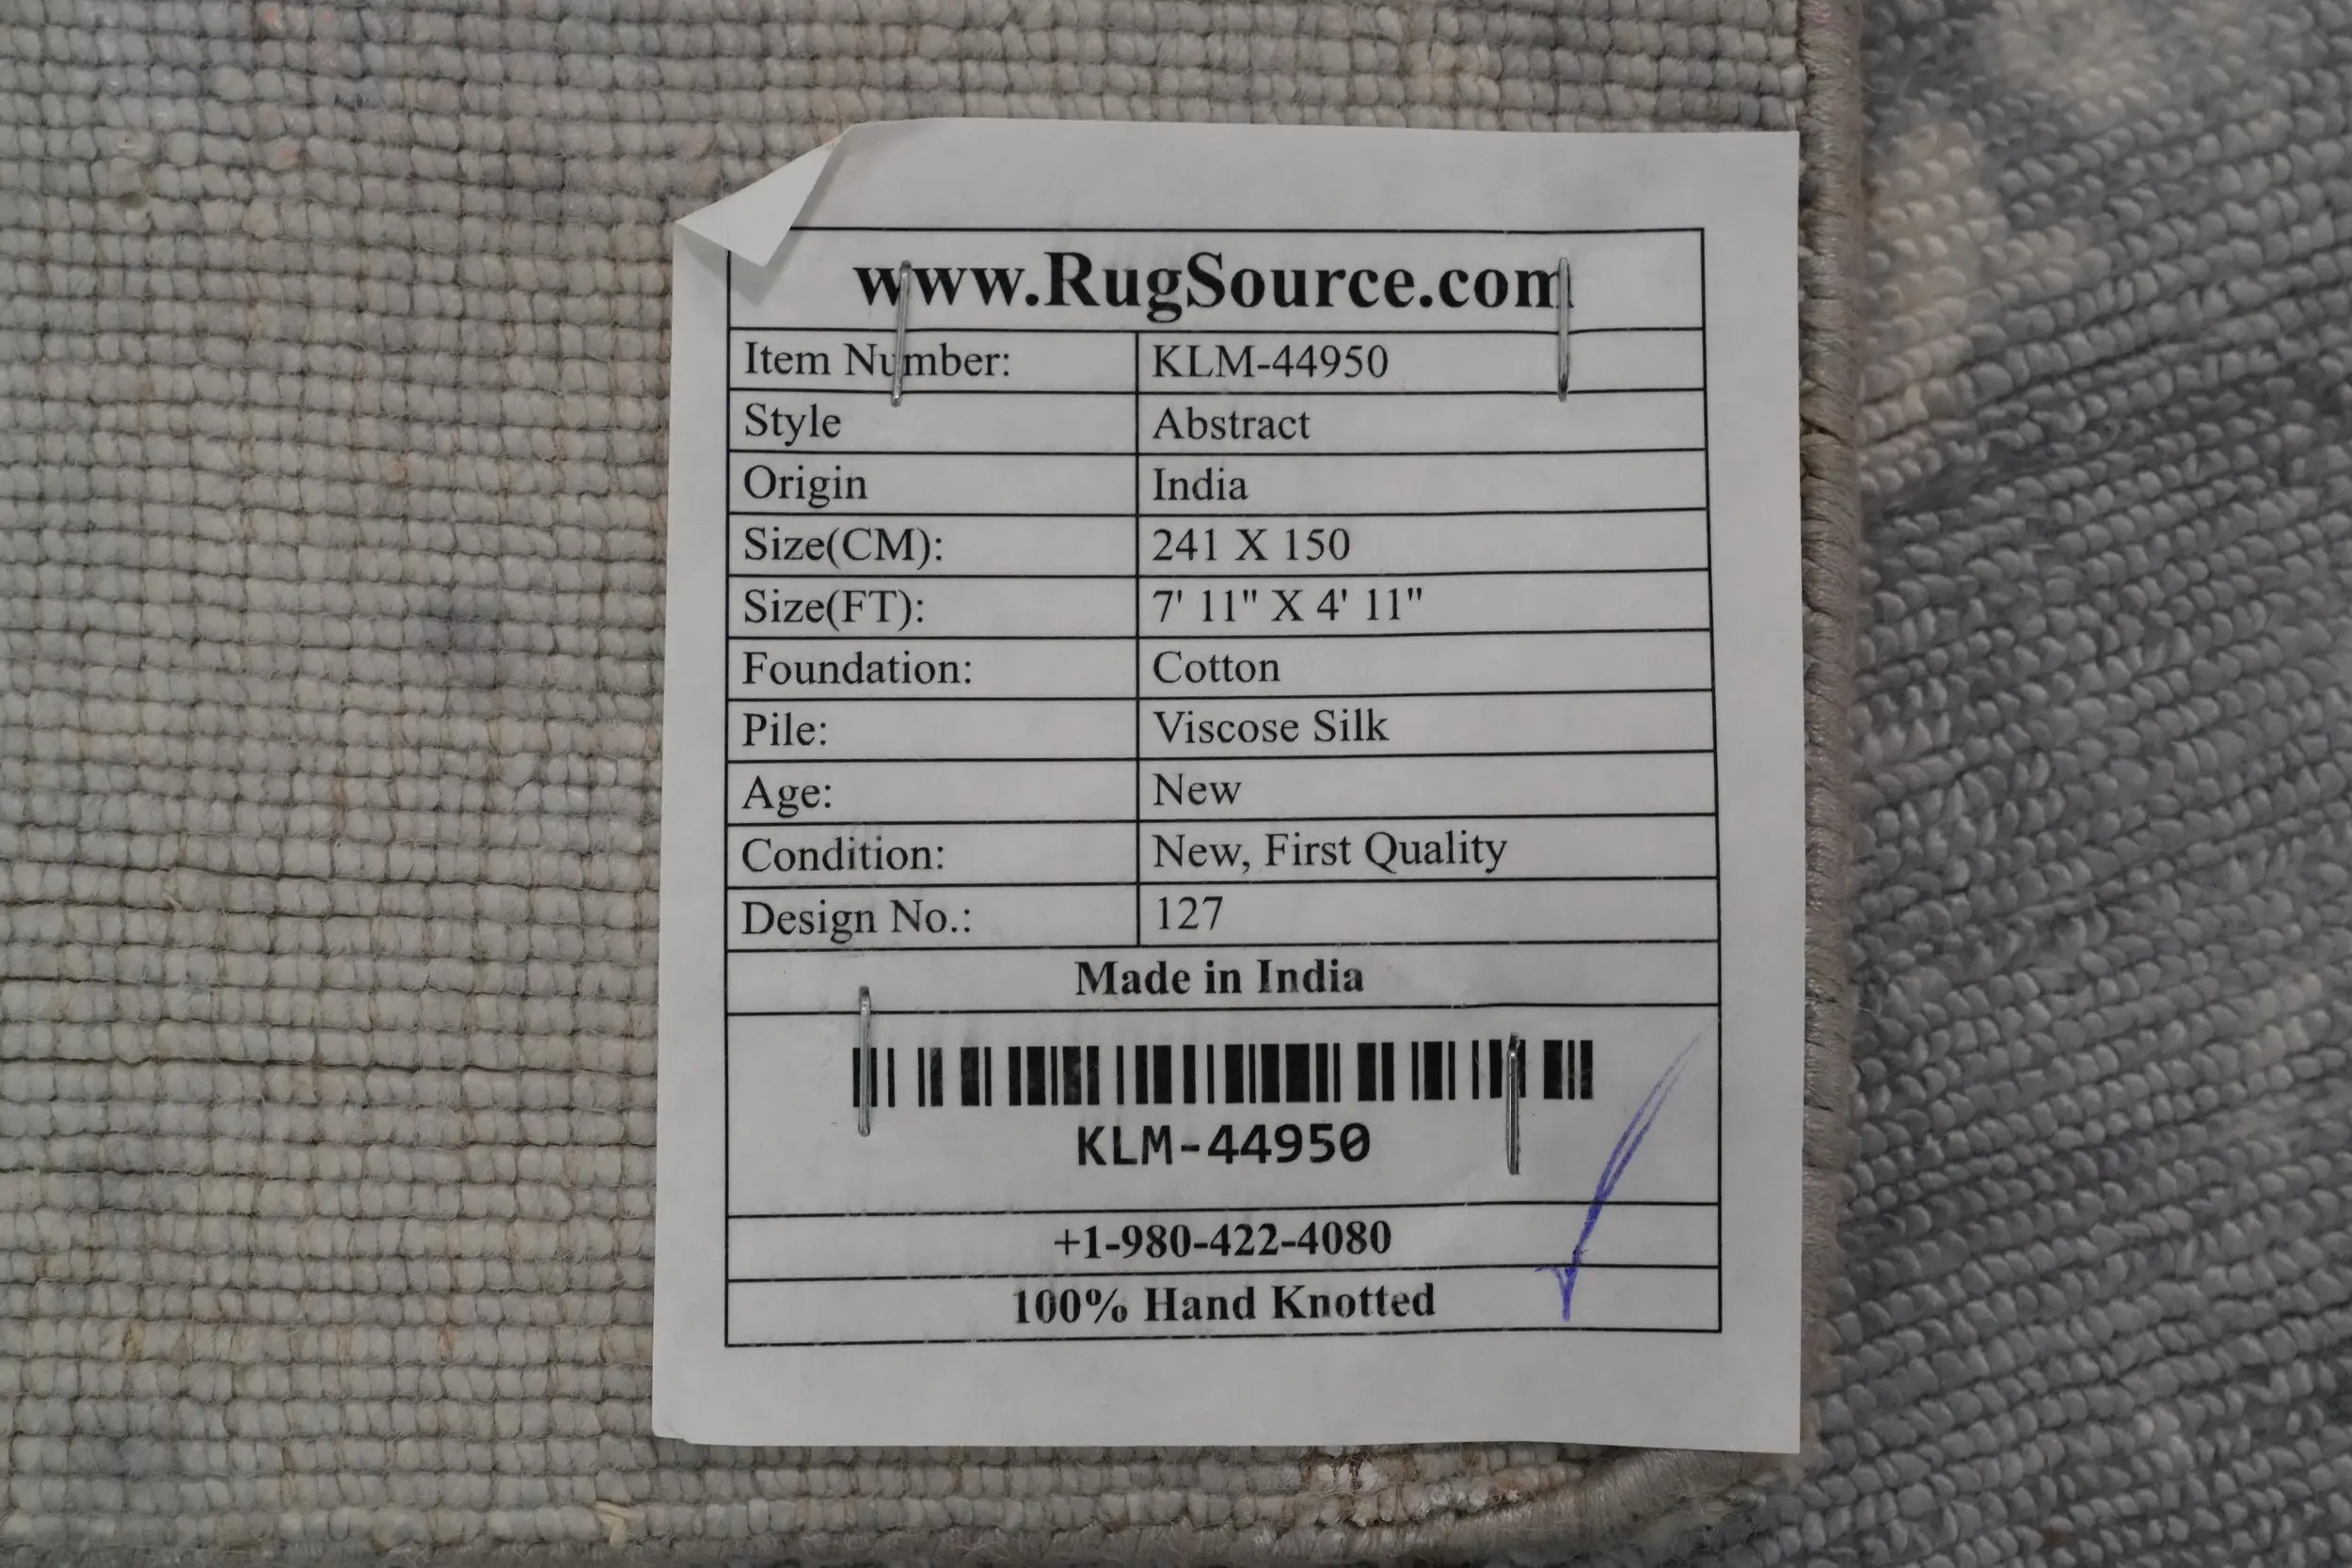 www.RugSource.com
Item Number: KLM-44950
Style Abstract
Origin India
Size(CM): 241 X 150
Size(FT): 7' 11" X 4' 11"
Foundation: Cotton
Pile: Viscose Silk
Age: New
Condition: New, First Quality
Design No.: 127
Made in India
KLM-44950
+1-980-422-4080
100% Hand Knotted